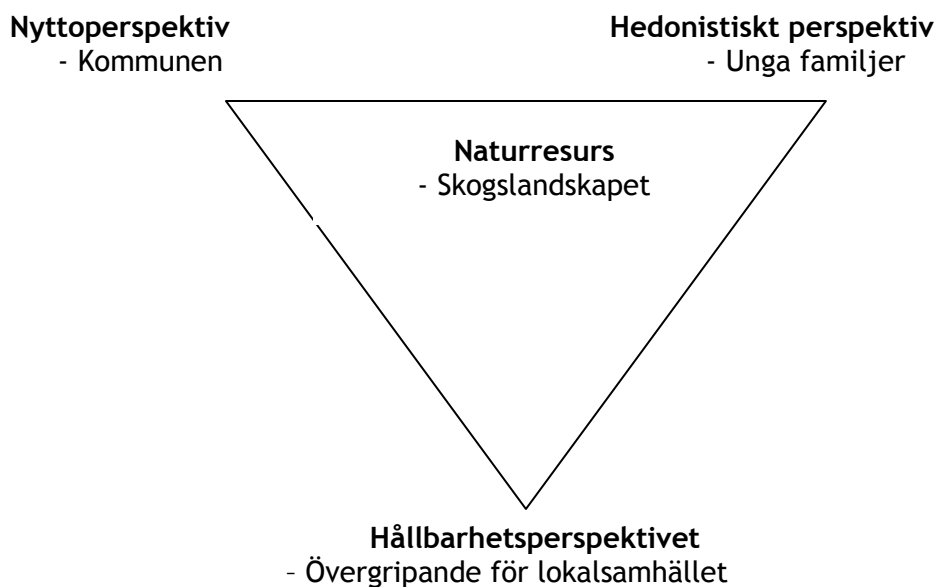 Nyttoperspektiv
- Kommunen
Hedonistiskt perspektiv
- Unga familjer
Naturresurs
- Skogslandskapet
Hållbarhetsperspektivet
– Övergripande för lokalsamhället